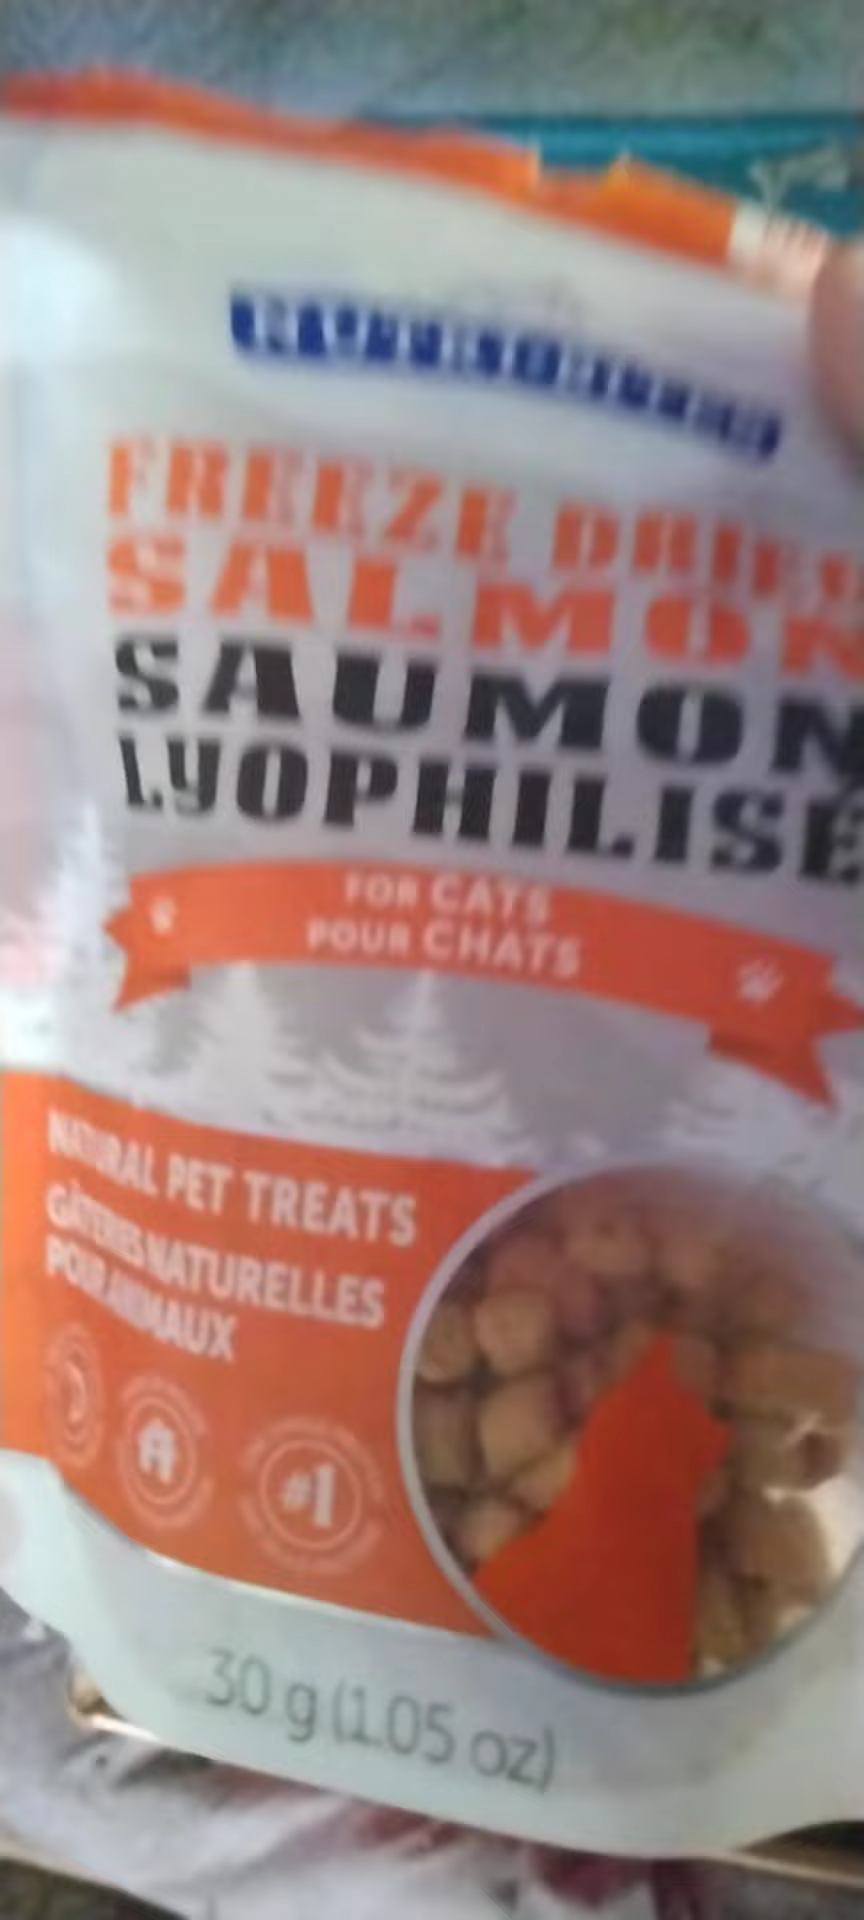 FREEZE DRIED
SALMON
SAUMON
LYOPHILISÉ
FOR CATS
POUR CHATS
NATURAL PET TREATS
GÂTERIES NATURELLES
POUR ANIMAUX
#1
30 g (1.05 oz)